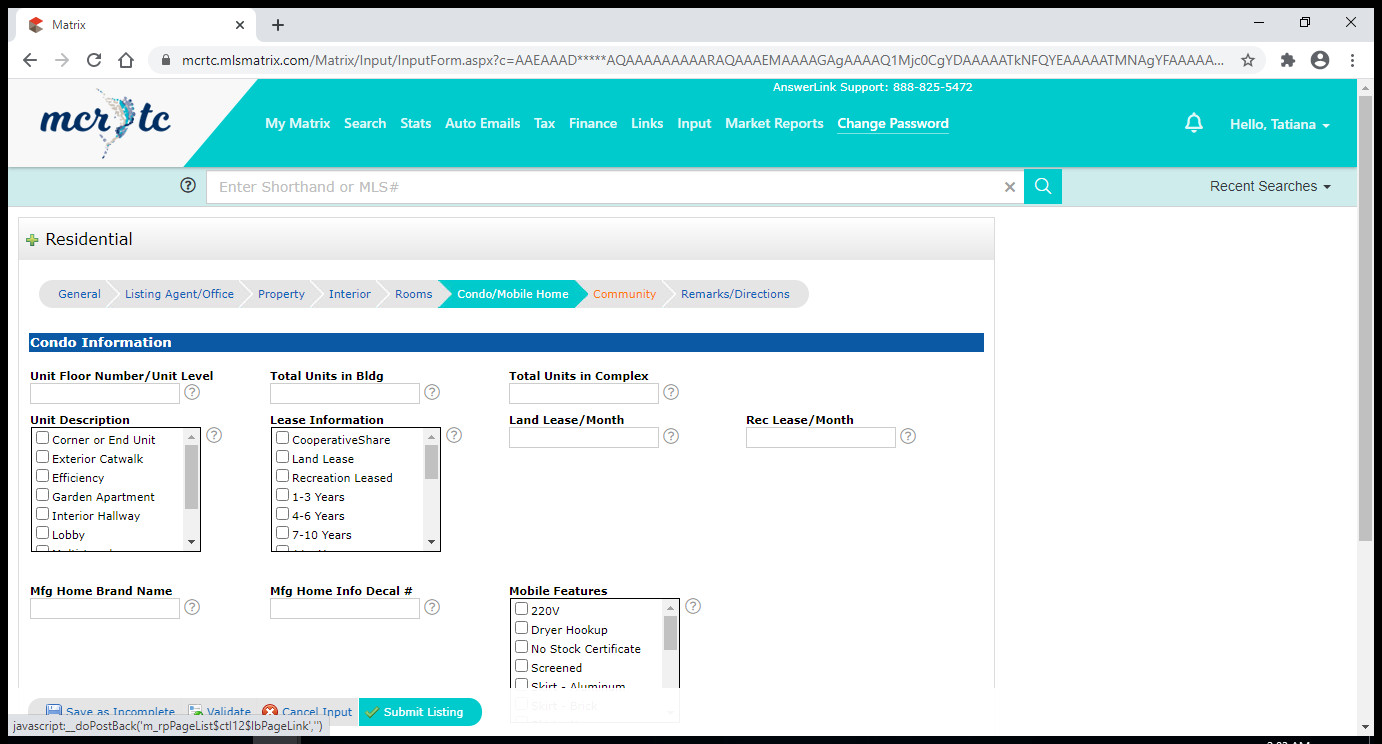 Matrix
mcrtc.mlsmatrix.com/Matrix/Input/InputForm.aspx?c=AAEAAAD*****AQAAAAAAAAARAQAAAEMAAAAGAgAAAAQ1Mjc0CgYDAAAAATkNFQYEAAAAATMNAgYFAAAAA...
AnswerLink Support: 888-825-5472
mcrtc
My Matrix Search Stats Auto Emails Tax Finance Links Input Market Reports Change Password
Hello, Tatiana
Enter Shorthand or MLS#
Recent Searches
Residential
General Listing Agent/Office Property Interior Rooms Condo/Mobile Home Community Remarks/Directions
Condo Information
Unit Floor Number/Unit Level Total Units in Bldg Total Units in Complex
Unit Description Lease Information Land Lease/Month Rec Lease/Month
Corner or End Unit CooperativeShare
Exterior Catwalk Land Lease
Efficiency Recreation Leased
Garden Apartment 1-3 Years
Interior Hallway 4-6 Years
Lobby 7-10 Years
Mfg Home Brand Name Mfg Home Info Decal # Mobile Features
220V
Dryer Hookup
No Stock Certificate
Screened
Skirt - Aluminum
Skirt - Brick
Save as Incomplete Validate Cancel Input Submit Listing
javascript:__doPostBack('m_rpPageList$ctl12$lbPageLink','')